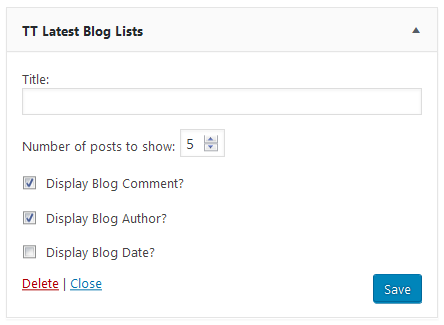 TT Latest Blog Lists
Title:
Number of posts to show: 5
Display Blog Comment?
Display Blog Author?
Display Blog Date?
Delete | Close Save